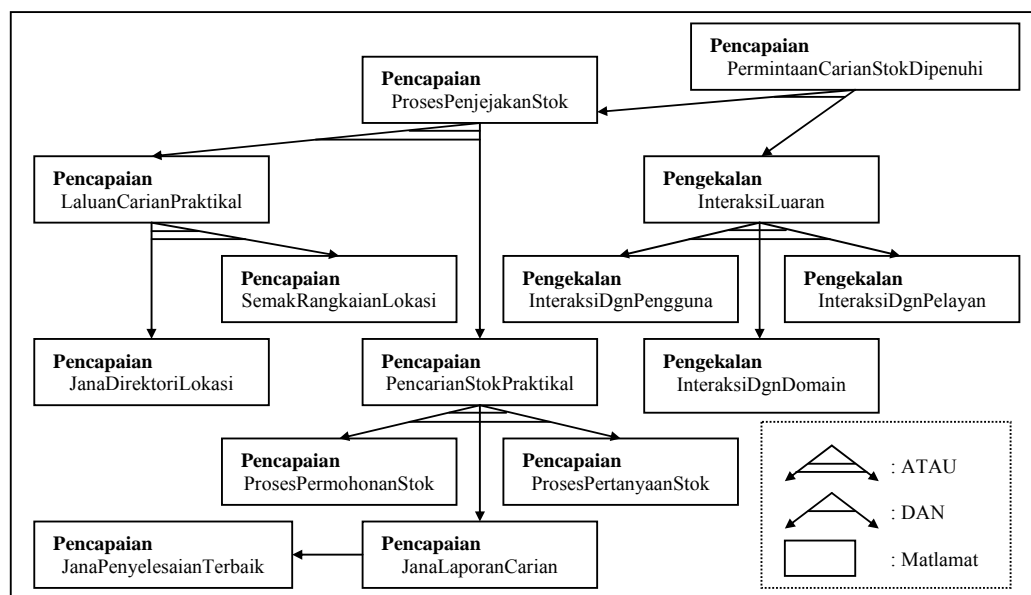 Pencapaian
PermintaanCarianStokDipenuhi
Pencapaian
ProsesPenjejakanStok
Pencapaian
LaluanCarianPraktikal
Pengekalan
InteraksiLuaran
Pencapaian
SemakRangkaianLokasi
Pengekalan
InteraksiDgnPengguna
Pengekalan
InteraksiDgnPelayan
Pencapaian
JanaDirektoriLokasi
Pencapaian
PencarianStokPraktikal
Pengekalan
InteraksiDgnDomain
Pencapaian
ProsesPermohonanStok
Pencapaian
ProsesPertanyaanStok
Pencapaian
JanaPenyelesaianTerbaik
Pencapaian
JanaLaporanCarian
: ATAU
: DAN
: Matlamat